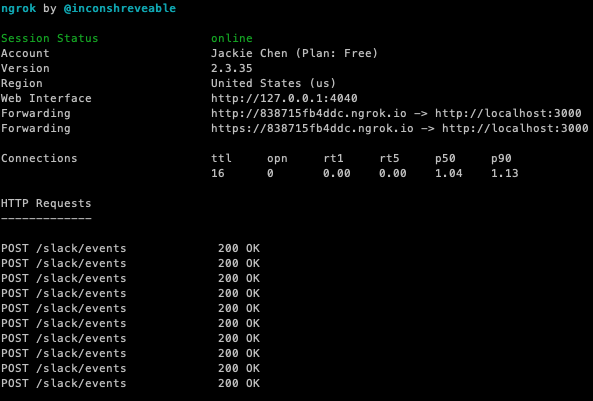 ngrok by @inconshreveable
Session Status online
Account Jackie Chen (Plan: Free)
Version 2.3.35
Region United States (us)
Web Interface http://127.0.0.1:4040
Forwarding http://838715fb4ddc.ngrok.io -> http://localhost:3000
Forwarding https://838715fb4ddc.ngrok.io -> http://localhost:3000
Connections ttl opn rt1 rt5 p50 p90
16 0 0.00 0.00 1.04 1.13
HTTP Requests
-------------
POST /slack/events 200 OK
POST /slack/events 200 OK
POST /slack/events 200 OK
POST /slack/events 200 OK
POST /slack/events 200 OK
POST /slack/events 200 OK
POST /slack/events 200 OK
POST /slack/events 200 OK
POST /slack/events 200 OK
POST /slack/events 200 OK